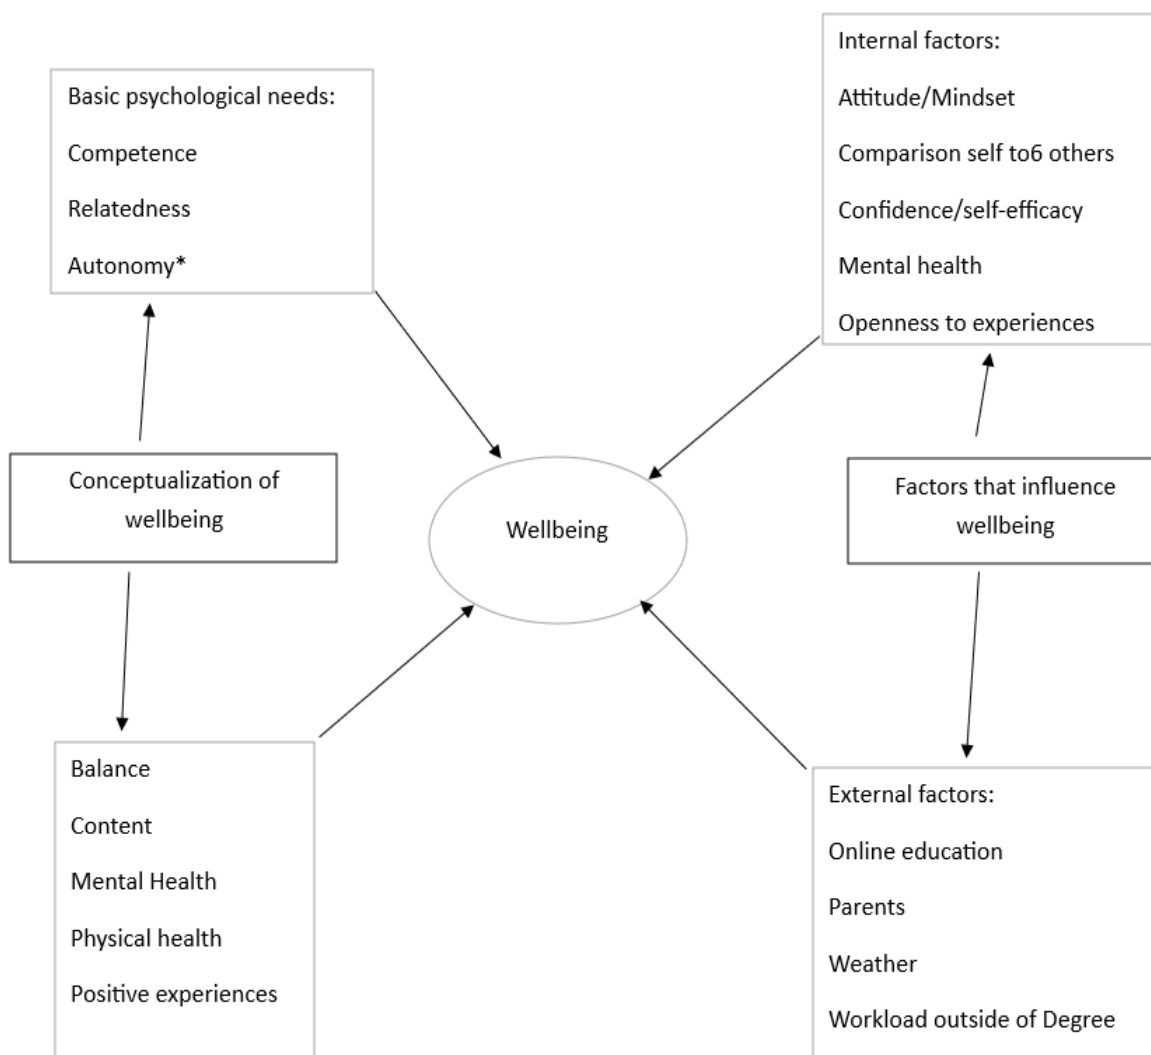 Basic psychological needs:
Competence
Relatedness
Autonomy*
Internal factors:
Attitude/Mindset
Comparison self to6 others
Confidence/self-efficacy
Mental health
Openness to experiences
Conceptualization of
wellbeing
Wellbeing
Factors that influence
wellbeing
Balance
Content
Mental Health
Physical health
Positive experiences
External factors:
Online education
Parents
Weather
Workload outside of Degree